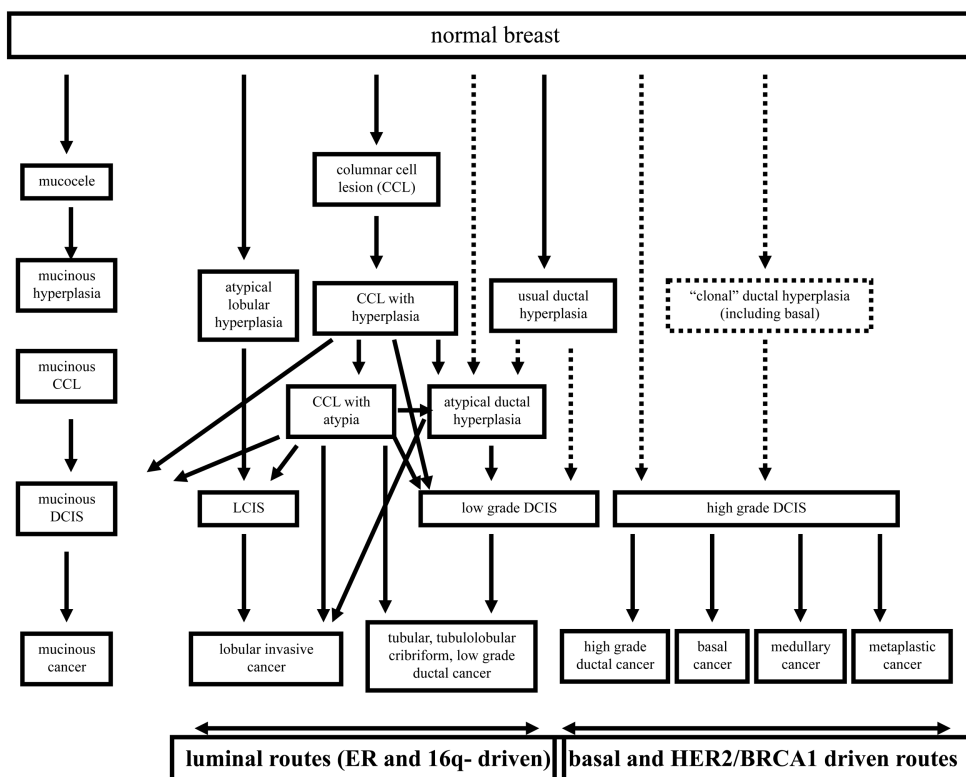 normal breast
mucocele
columnar cell
lesion (CCL)
mucinous
hyperplasia
atypical
lobular
hyperplasia
CCL with
hyperplasia
usual ductal
hyperplasia
“clonal” ductal hyperplasia
(including basal)
mucinous
CCL
CCL with
atypia
atypical ductal
hyperplasia
mucinous
DCIS
LCIS
low grade DCIS
high grade DCIS
mucinous
cancer
lobular invasive
cancer
tubular, tubulolobular
cribriform, low grade
ductal cancer
high grade
ductal cancer
basal
cancer
medullary
cancer
metaplastic
cancer
luminal routes (ER and 16q- driven)
basal and HER2/BRCA1 driven routes